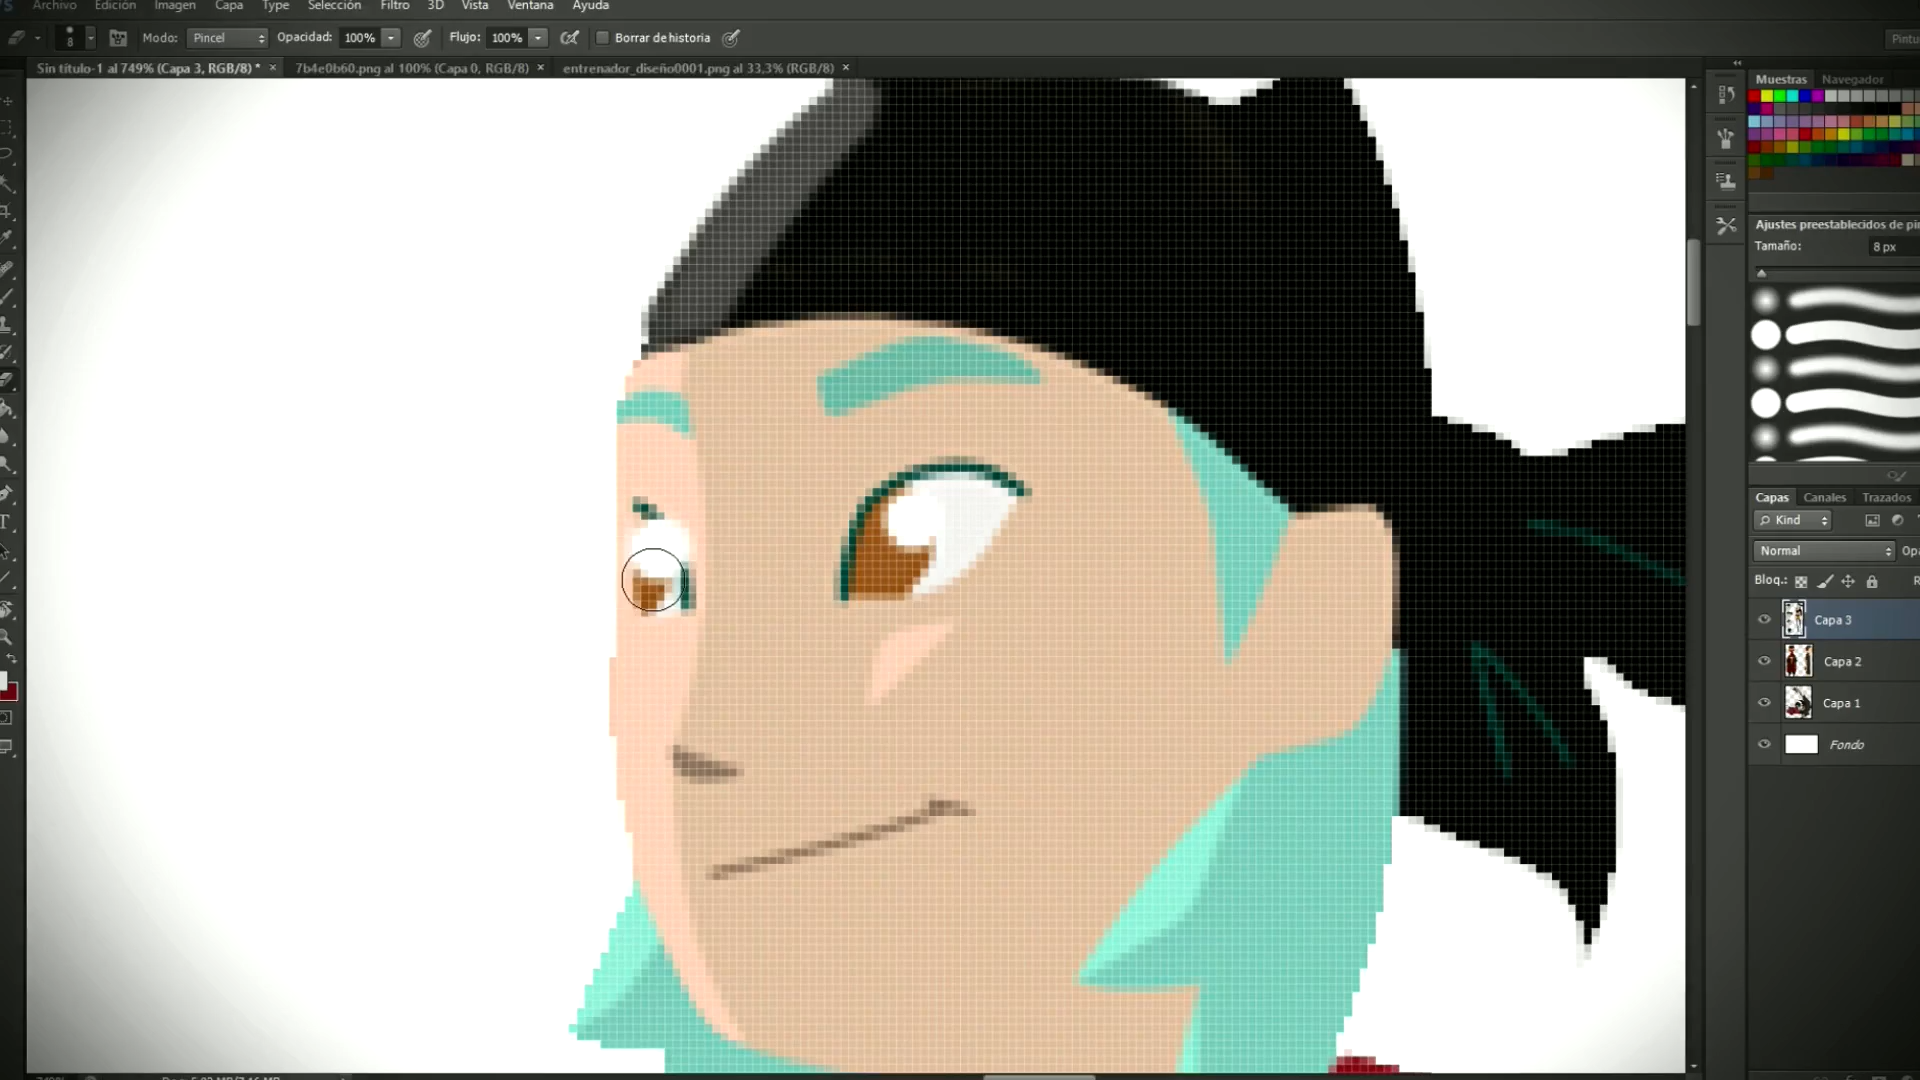 Archivo Edición Imagen Capa Type Selección Filtro 3D Vista Ventana Ayuda
8 Modo: Pincel Opacidad: 100% Flujo: 100% Borrar de historia
Sin título-1 al 749% (Capa 3, RGB/8) * × 7b4e0b60.png al 100% (Capa 0, RGB/8) × entrenador_diseño0001.png al 33,3% (RGB/8) ×
Muestras Navegador
Ajustes preestablecidos de
Tamaño: 8 px
Capas Canales Trazados
Kind
Normal
Bloq.:
Capa 3
Capa 2
Capa 1
Fondo